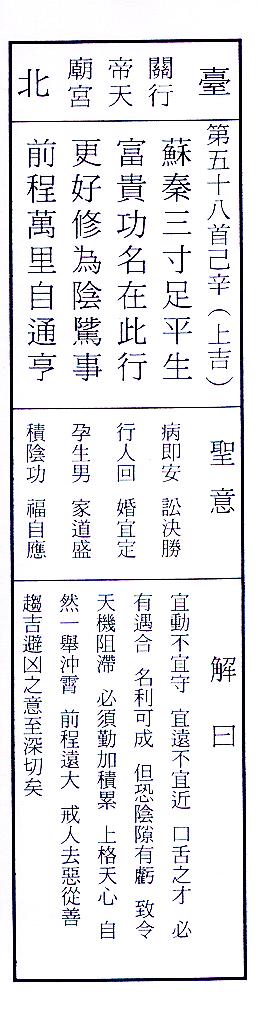 臺北
關行
帝天
廟宮
第五十八首己辛(上吉)
蘇秦三寸足平生
富貴功名在此行
更好修為陰騭事
前程萬里自通亨
聖意
病即安 訟決勝
行人回 婚宜定
孕生男 家道盛
積陰功 福自應
解曰
宜動不宜守 宜遠不宜近 口舌之才 必
有遇合 名利可成 但恐陰隙有虧 致令
天機阻滯 必須勤加積累 上格天心 自
然一舉沖霄 前程遠大 戒人去惡從善
趨吉避凶之意至深切矣